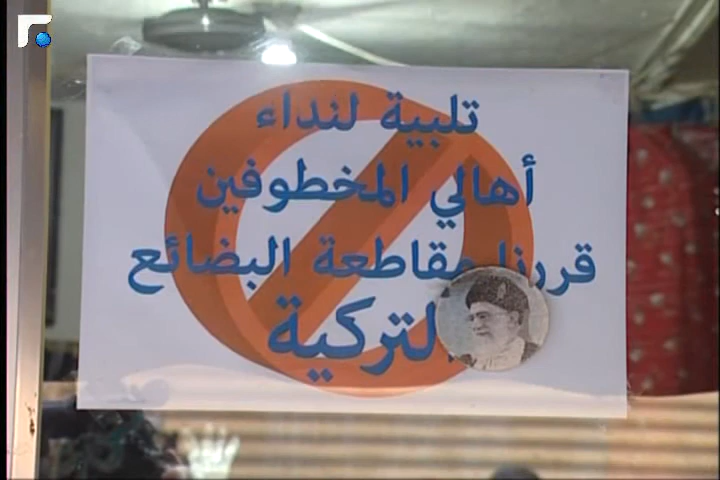 تلبية لنداء
أهالي المخطوفين
قررنا مقاطعة البضائع
التركية